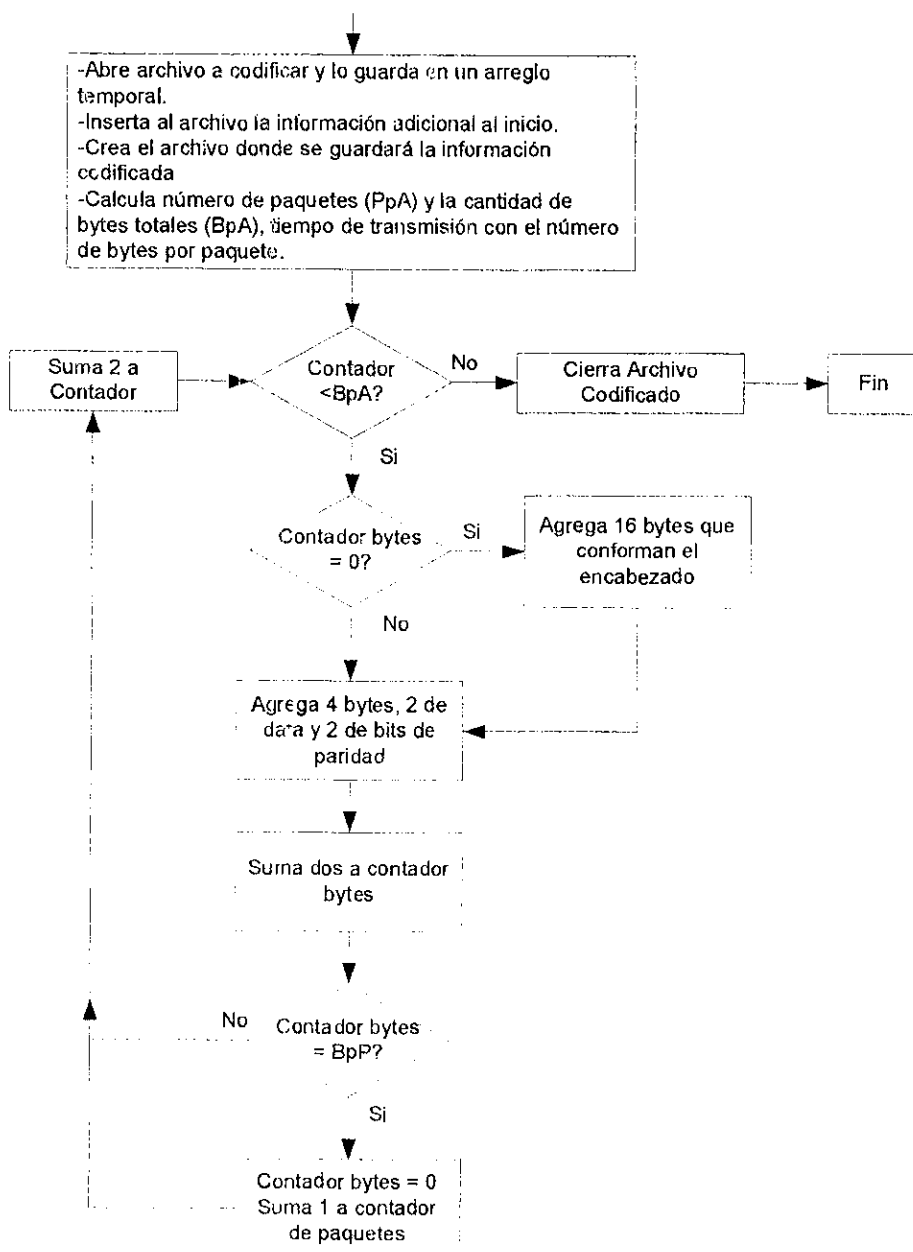 -Abre archivo a codificar y lo guarda en un arreglo
temporal.
-Inserta al archivo la información adicional al inicio.
-Crea el archivo donde se guardará la información
codificada
-Calcula número de paquetes (PpA) y la cantidad de
bytes totales (BpA), tiempo de transmisión con el número
de bytes por paquete.
Suma 2 a
Contador
Contador
<BpA?
No
Cierra Archivo
Codificado
Fin
Si
Contador bytes
= 0?
Si
Agrega 16 bytes que
conforman el
encabezado
No
Agrega 4 bytes, 2 de
data y 2 de bits de
paridad
Suma dos a contador
bytes
No
Contador bytes
= BpP?
Si
Contador bytes = 0
Suma 1 a contador
de paquetes